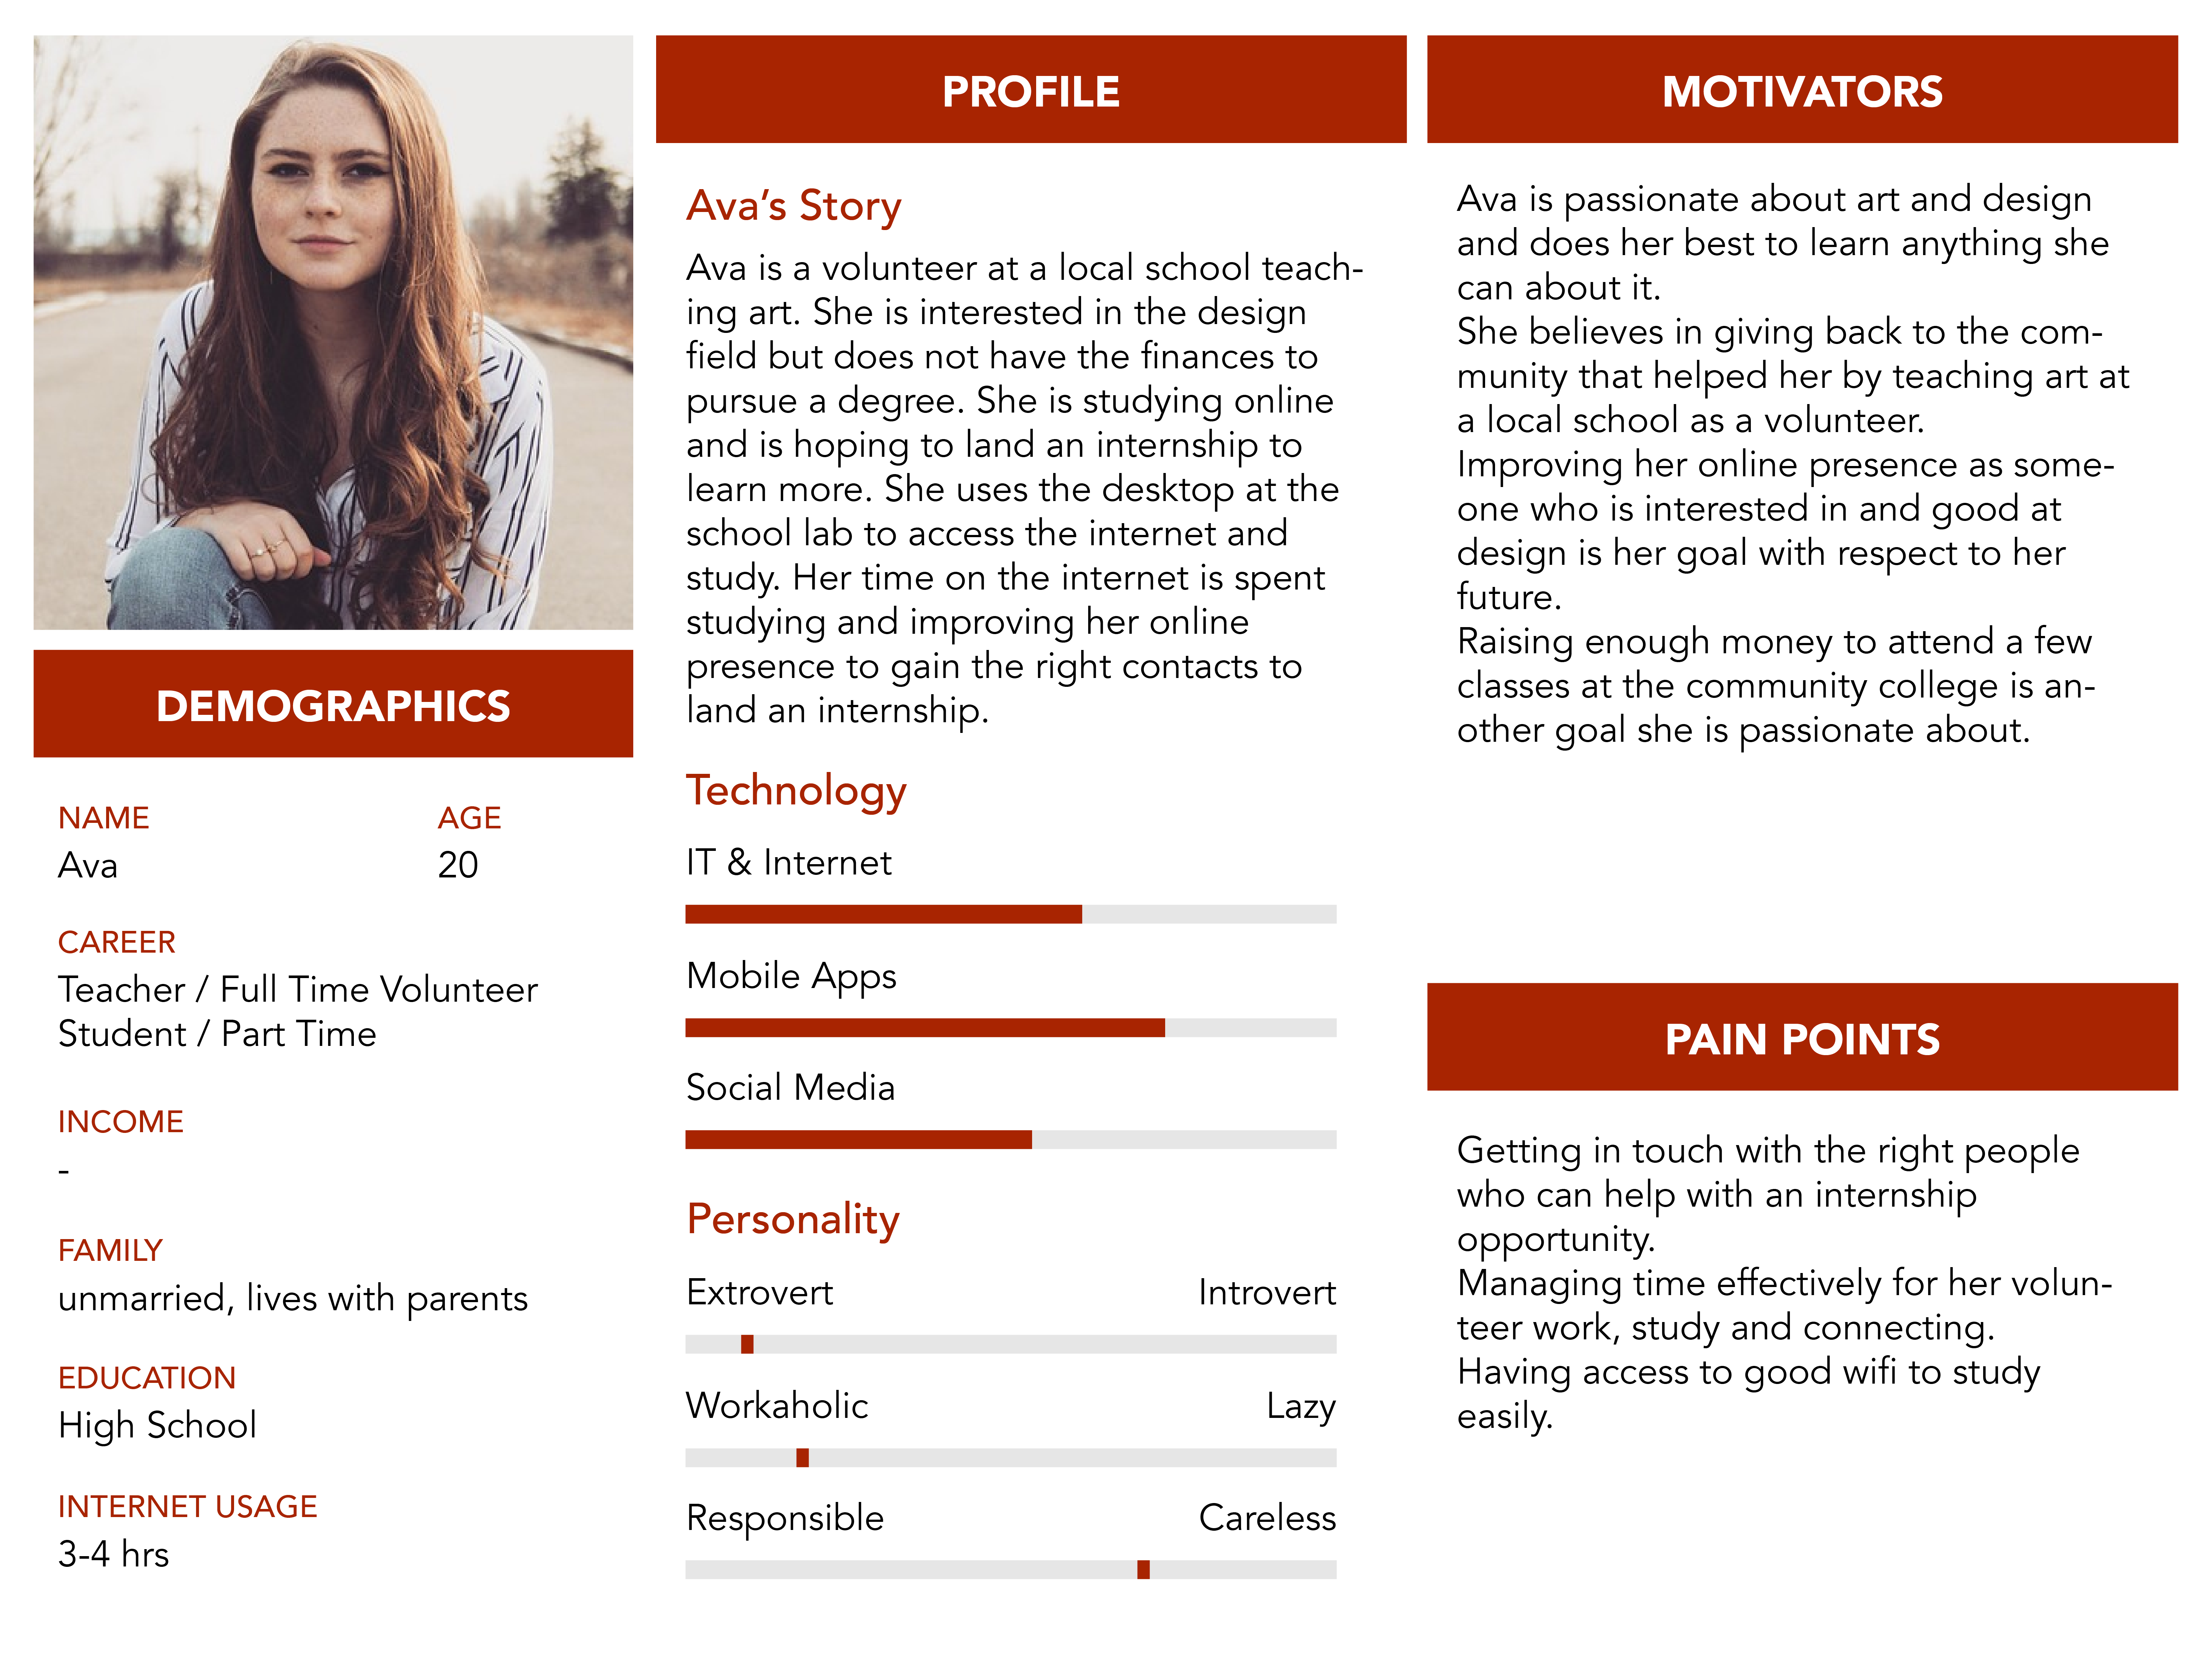 DEMOGRAPHICS
NAME
Ava
AGE
20
CAREER
Teacher / Full Time Volunteer
Student / Part Time
INCOME
-
FAMILY
unmarried, lives with parents
EDUCATION
High School
INTERNET USAGE
3-4 hrs
PROFILE
Ava’s Story
Ava is a volunteer at a local school teach-
ing art. She is interested in the design
field but does not have the finances to
pursue a degree. She is studying online
and is hoping to land an internship to
learn more. She uses the desktop at the
school lab to access the internet and
study. Her time on the internet is spent
studying and improving her online
presence to gain the right contacts to
land an internship.
Technology
IT & Internet
Mobile Apps
Social Media
Personality
Extrovert Introvert
Workaholic Lazy
Responsible Careless
MOTIVATORS
Ava is passionate about art and design
and does her best to learn anything she
can about it.
She believes in giving back to the com-
munity that helped her by teaching art at
a local school as a volunteer.
Improving her online presence as some-
one who is interested in and good at
design is her goal with respect to her
future.
Raising enough money to attend a few
classes at the community college is an-
other goal she is passionate about.
PAIN POINTS
Getting in touch with the right people
who can help with an internship
opportunity.
Managing time effectively for her volun-
teer work, study and connecting.
Having access to good wifi to study
easily.